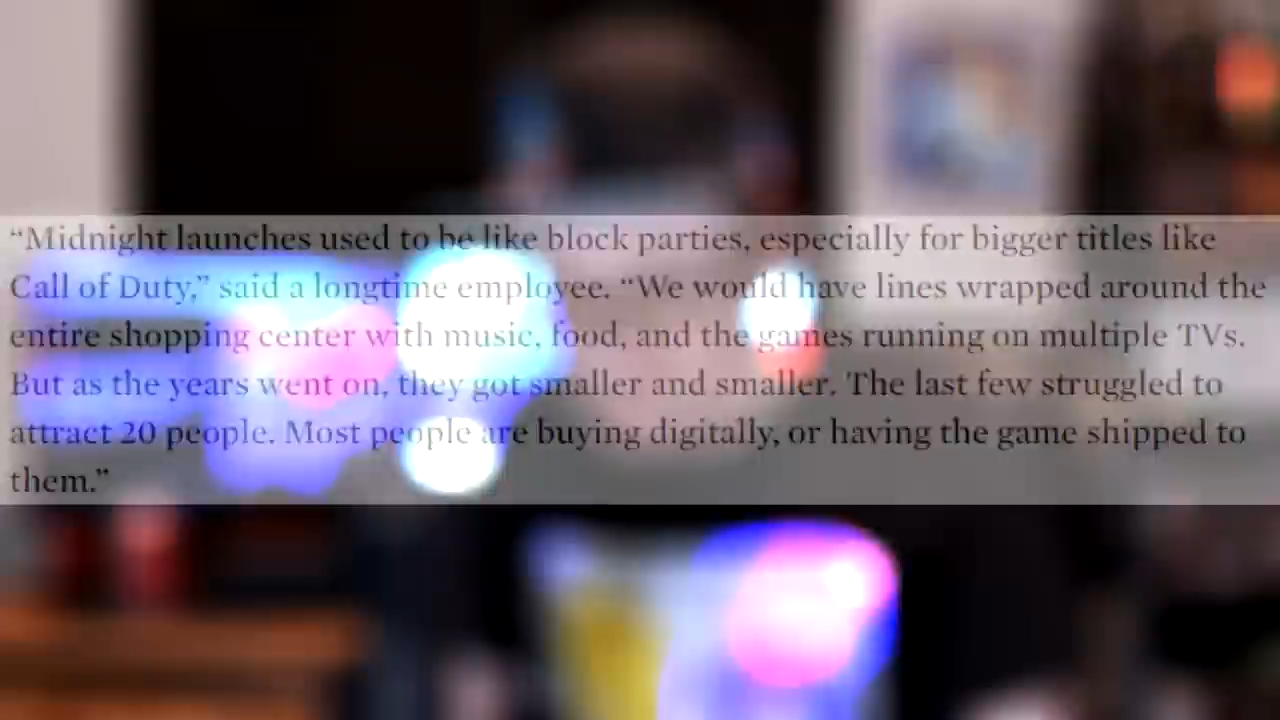 “Midnight launches used to be like block parties, especially for bigger titles like
Call of Duty,” said a longtime employee. “We would have lines wrapped around the
entire shopping center with music, food, and the games running on multiple TVs.
But as the years went on, they got smaller and smaller. The last few struggled to
attract 20 people. Most people are buying digitally, or having the game shipped to
them.”